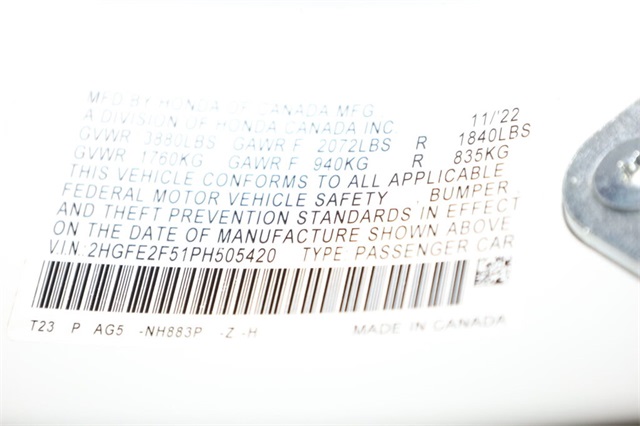 MFD BY HONDA OF CANADA MFG
A DIVISION OF HONDA CANADA INC. 11/'22
GVWR 3880LBS GAWR F 2072LBS R 1840LBS
GVWR 1760KG GAWR F 940KG R 835KG
THIS VEHICLE CONFORMS TO ALL APPLICABLE
FEDERAL MOTOR VEHICLE SAFETY BUMPER
AND THEFT PREVENTION STANDARDS IN EFFECT
ON THE DATE OF MANUFACTURE SHOWN ABOVE
V.I.N.:2HGFE2F51PH505420 TYPE PASSENGER CAR
T23 P AG5 -NH883P -Z -H MADE IN CANADA